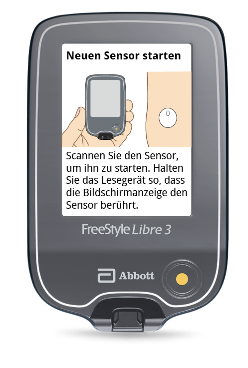 Neuen Sensor starten
Scannen Sie den Sensor,
um ihn zu starten. Halten
Sie das Lesegerät so, dass
die Bildschirmanzeige den
Sensor berührt.
FreeStyle Libre 3
Abbott